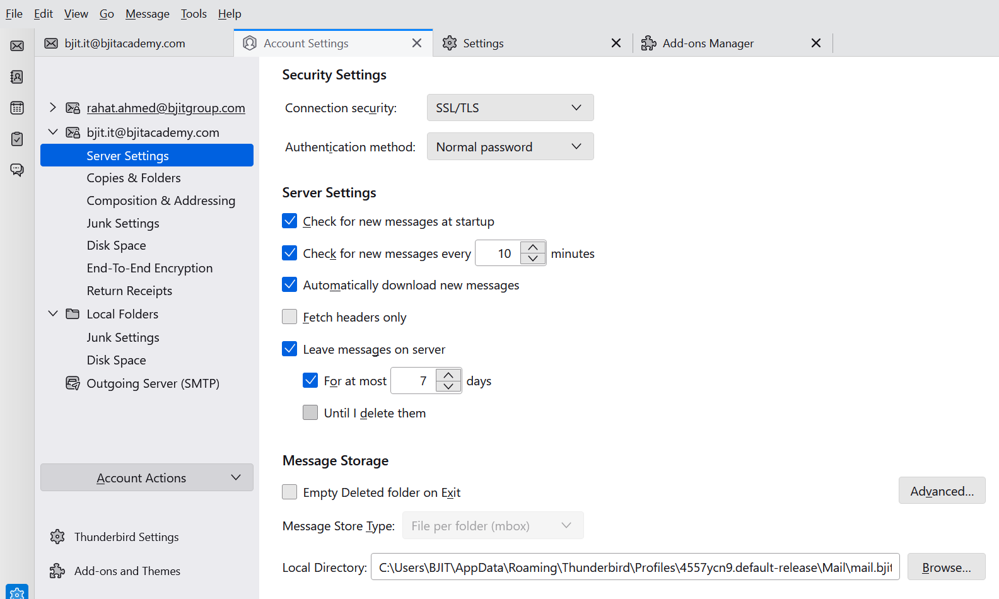 File Edit View Go Message Tools Help
bjit.it@bjitacademy.com Account Settings Settings Add-ons Manager
rahat.ahmed@bjitgroup.com
bjit.it@bjitacademy.com
Server Settings
Copies & Folders
Composition & Addressing
Junk Settings
Disk Space
End-To-End Encryption
Return Receipts
Local Folders
Junk Settings
Disk Space
Outgoing Server (SMTP)
Account Actions
Thunderbird Settings
Add-ons and Themes
Security Settings
Connection security: SSL/TLS
Authentication method: Normal password
Server Settings
Check for new messages at startup
Check for new messages every 10 minutes
Automatically download new messages
Fetch headers only
Leave messages on server
For at most 7 days
Until I delete them
Message Storage
Empty Deleted folder on Exit
Advanced...
Message Store Type: File per folder (mbox)
Local Directory: C:\Users\BJIT\AppData\Roaming\Thunderbird\Profiles\4557ycn9.default-release\Mail\mail.bjit Browse...